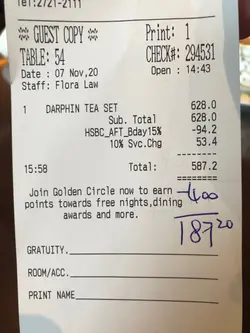 Tel:2721-2111
GUEST COPY Print: 1
TABLE: 54 CHECK#: 294531
Date : 07 Nov,20 Open : 14:43
Staff: Flora Law
1 DARPHIN TEA SET 628.0
Sub. Total 628.0
HSBC_AFT_Bday15% -94.2
10% Svc.Chg 53.4
15:58 Total: 587.2
Join Golden Circle now to earn
points towards free nights,dining
awards and more.
-400
187.20
GRATUITY.
ROOM/ACC.
PRINT NAME